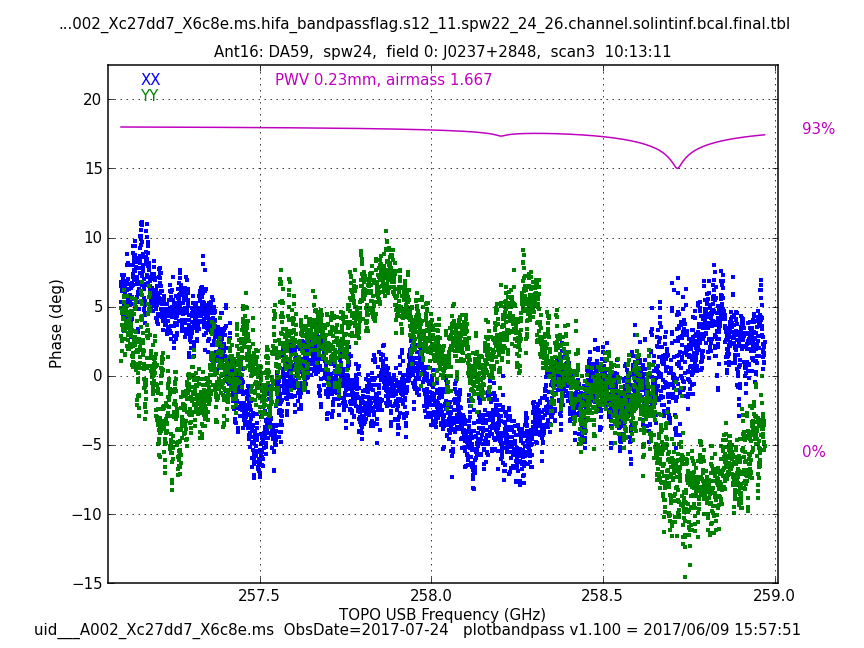 ...002_Xc27dd7_X6c8e.ms.hifa_bandpassflag.s12_11.spw22_24_26.channel.solintinf.bcal.final.tbl
Ant16: DA59, spw24, field 0: J0237+2848, scan3 10:13:11
XX
YY
PWV 0.23mm, airmass 1.667
93%
0%
20
15
10
5
0
−5
−10
−15
Phase (deg)
257.5
258.0
258.5
259.0
TOPO USB Frequency (GHz)
uid___A002_Xc27dd7_X6c8e.ms ObsDate=2017-07-24 plotbandpass v1.100 = 2017/06/09 15:57:51